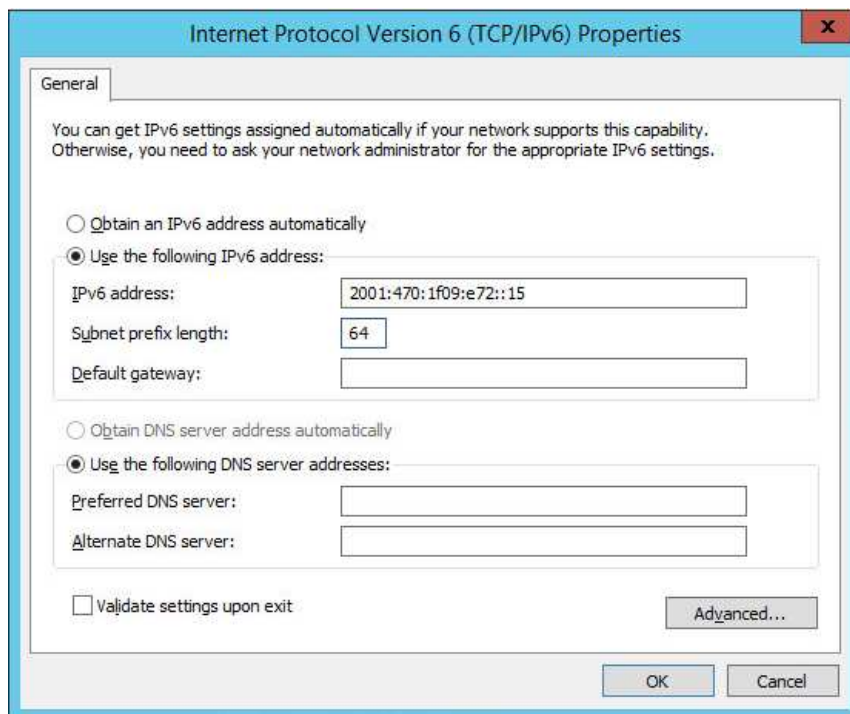 Internet Protocol Version 6 (TCP/IPv6) Properties
x
General
You can get IPv6 settings assigned automatically if your network supports this capability.
Otherwise, you need to ask your network administrator for the appropriate IPv6 settings.
Obtain an IPv6 address automatically
Use the following IPv6 address:
IPv6 address: 2001:470:1f09:e72::15
Subnet prefix length: 64
Default gateway:
Obtain DNS server address automatically
Use the following DNS server addresses:
Preferred DNS server:
Alternate DNS server:
Validate settings upon exit
Advanced...
OK Cancel